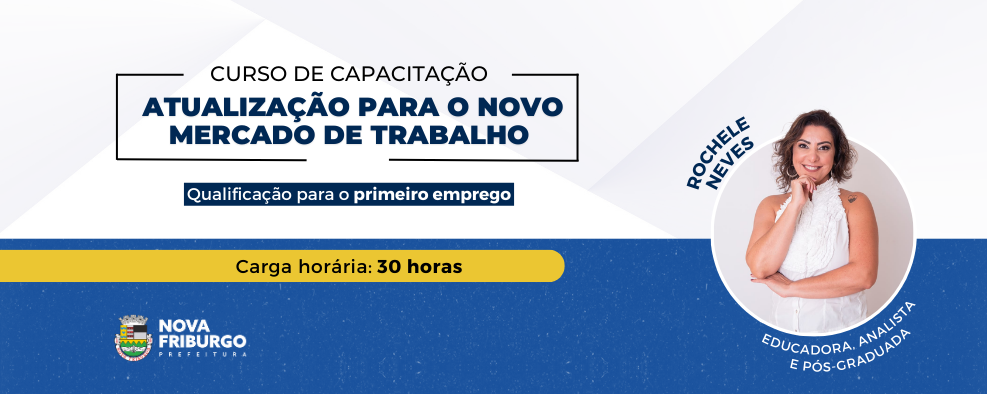 CURSO DE CAPACITAÇÃO
ATUALIZAÇÃO PARA O NOVO
MERCADO DE TRABALHO
Qualificação para o primeiro emprego
Carga horária: 30 horas
NOVA
FRIBURGO
PREFEITURA
ROCHELE
NEVES
EDUCADORA, ANALISTA
E PÓS-GRADUADA